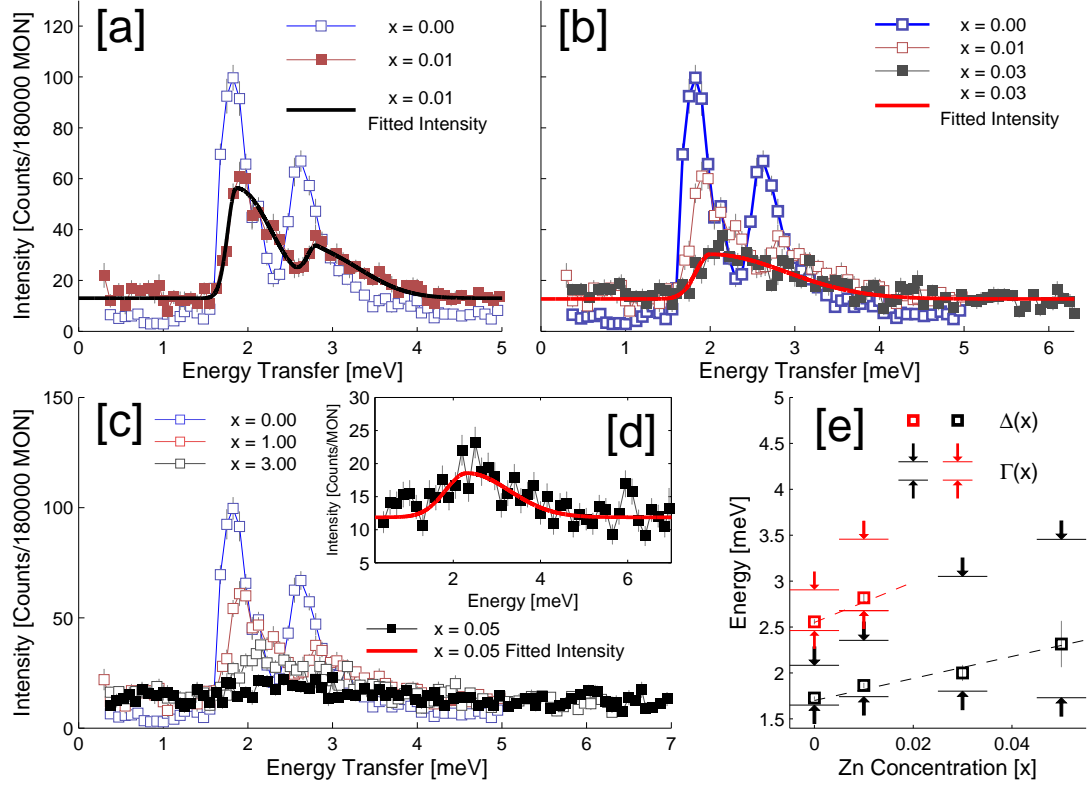 [a]
x = 0.00
x = 0.01
x = 0.01
Fitted Intensity
Intensity [Counts/180000 MON]
120
100
80
60
40
20
0
0 1 2 3 4 5
Energy Transfer [meV]
[b]
x = 0.00
x = 0.01
x = 0.03
x = 0.03
Fitted Intensity
0 1 2 3 4 5 6
Energy Transfer [meV]
[c]
x = 0.00
x = 1.00
x = 3.00
Intensity [Counts/180000 MON]
150
100
50
0
0 1 2 3 4 5 6 7
Energy Transfer [meV]
[d]
Intensity [Counts/MON]
30
25
20
15
10
5
2 4 6
Energy [meV]
x = 0.05
x = 0.05 Fitted Intensity
[e]
Δ(x)
Γ(x)
Energy [meV]
5
4.5
4
3.5
3
2.5
2
1.5
0 0.02 0.04
Zn Concentration [x]